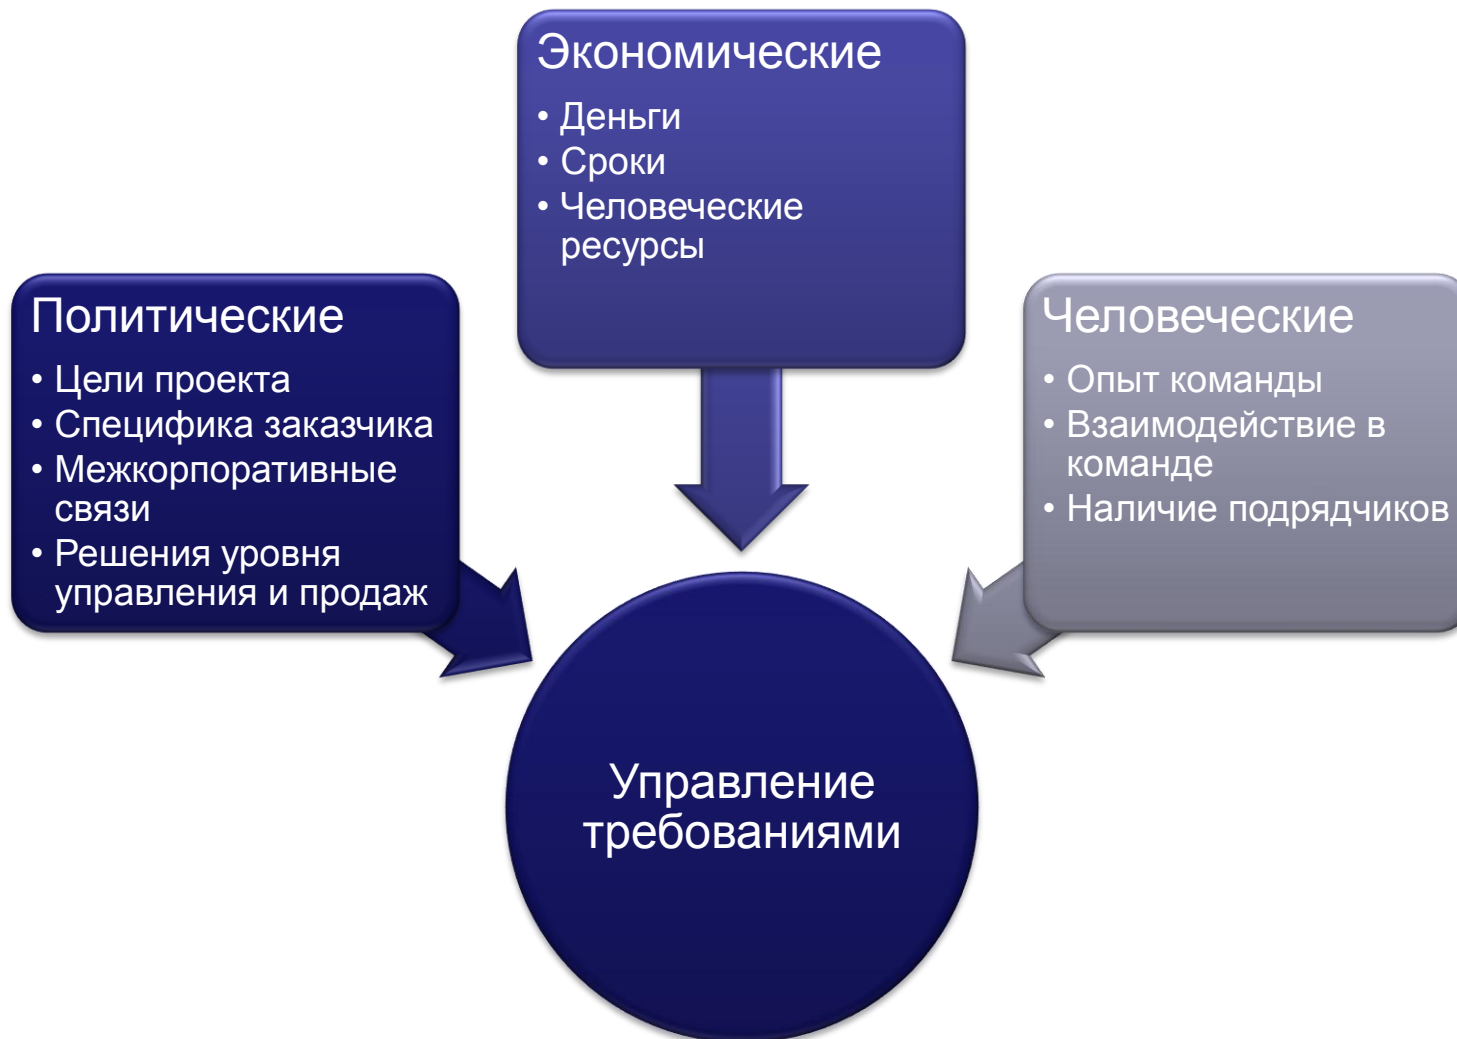 Экономические
• Деньги
• Сроки
• Человеческие
ресурсы
Политические
• Цели проекта
• Специфика заказчика
• Межкорпоративные
связи
• Решения уровня
управления и продаж
Человеческие
• Опыт команды
• Взаимодействие в
команде
• Наличие подрядчиков
Управление
требованиями